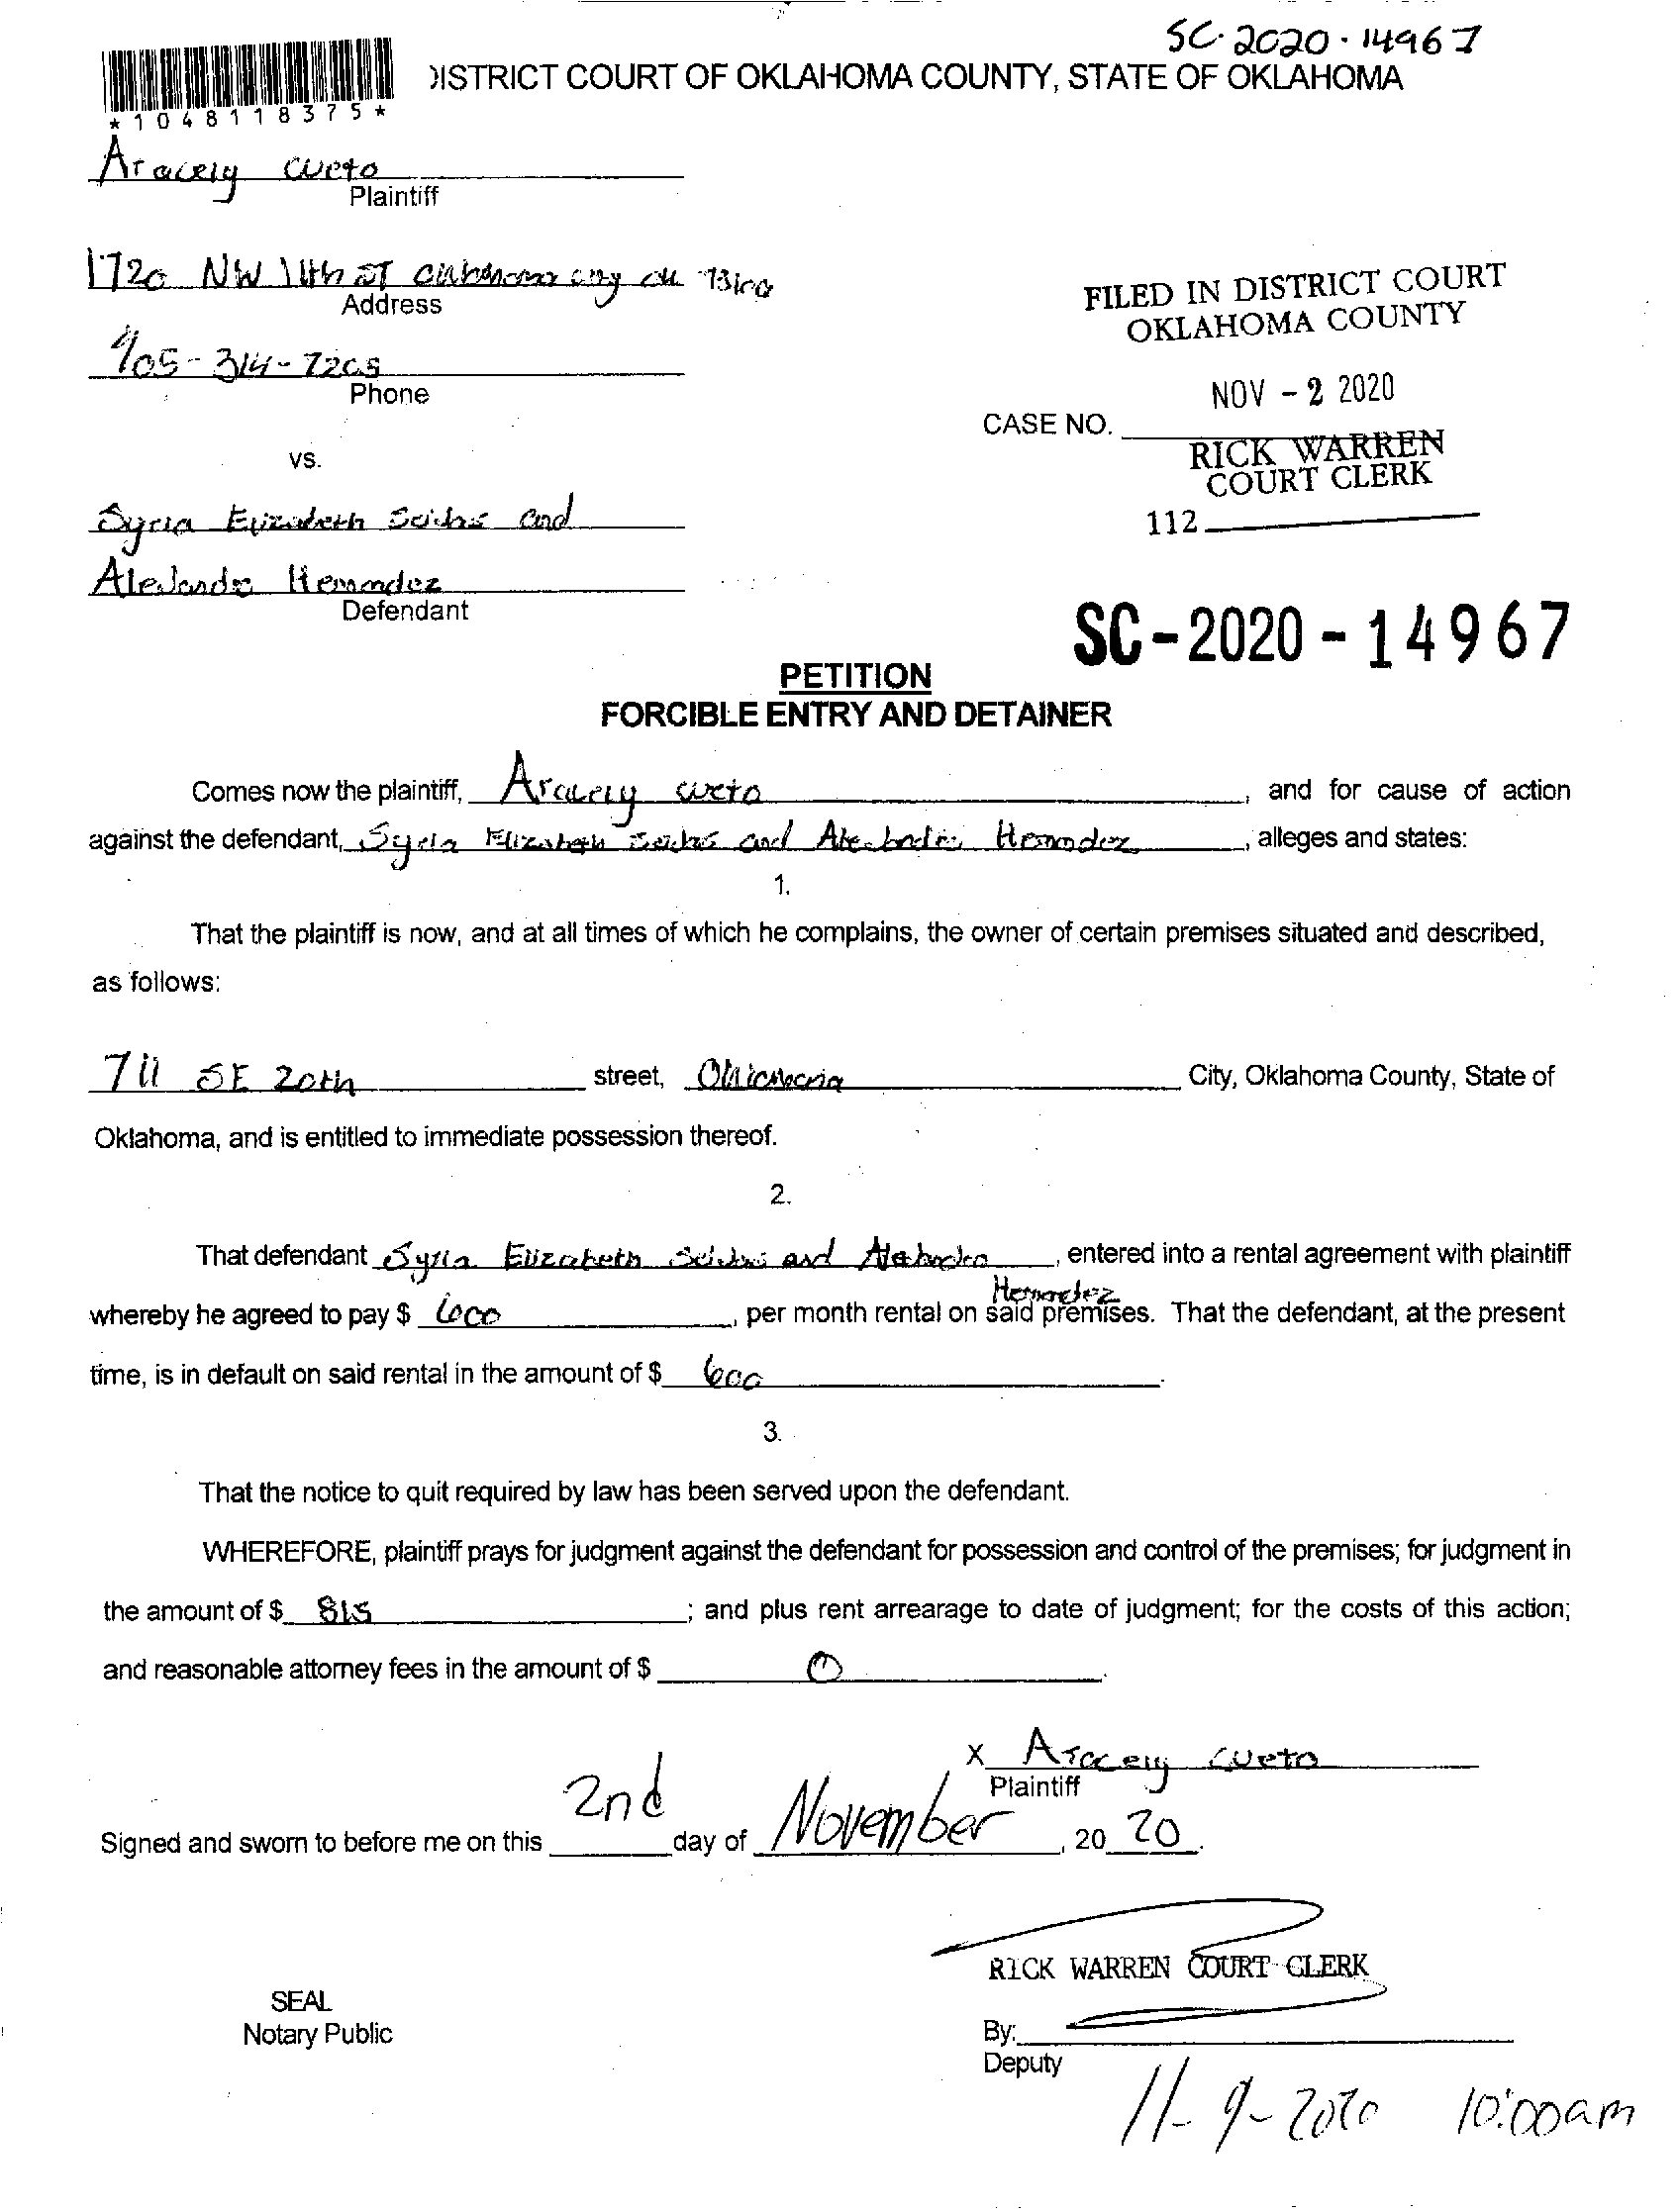 SC-2020-14967
DISTRICT COURT OF OKLAHOMA COUNTY, STATE OF OKLAHOMA
*1048118375*
Aracely Cueto
Plaintiff
1720 NW 11th ST Oklahoma City OK
Address
405-314-7205
Phone
FILED IN DISTRICT COURT
OKLAHOMA COUNTY
NOV - 2 2020
CASE NO.
RICK WARREN
COURT CLERK
112
vs.
Syria Elizabeth and
Alejandro Hernandez
Defendant
SC-2020-14967
PETITION
FORCIBLE ENTRY AND DETAINER
Comes now the plaintiff, Aracely Cueto, and for cause of action
against the defendant, Syria Elizabeth and Alejandro Hernandez, alleges and states:
1.
That the plaintiff is now, and at all times of which he complains, the owner of certain premises situated and described,
as follows:
711 SE 20th street, Oklahoma City, Oklahoma County, State of
Oklahoma, and is entitled to immediate possession thereof.
2.
That defendant Syria Elizabeth and Alejandro, entered into a rental agreement with plaintiff
Hernandez
whereby he agreed to pay $ 600, per month rental on said premises. That the defendant, at the present
time, is in default on said rental in the amount of $ 600.
3.
That the notice to quit required by law has been served upon the defendant.
WHEREFORE, plaintiff prays for judgment against the defendant for possession and control of the premises; for judgment in
the amount of $ 815; and plus rent arrearage to date of judgment; for the costs of this action;
and reasonable attorney fees in the amount of $ 0.
X Aracely Cueto
Plaintiff
Signed and sworn to before me on this 2nd day of November, 20 20.
RICK WARREN COURT CLERK
SEAL
Notary Public
By:
Deputy
11-9-2020 10:00am